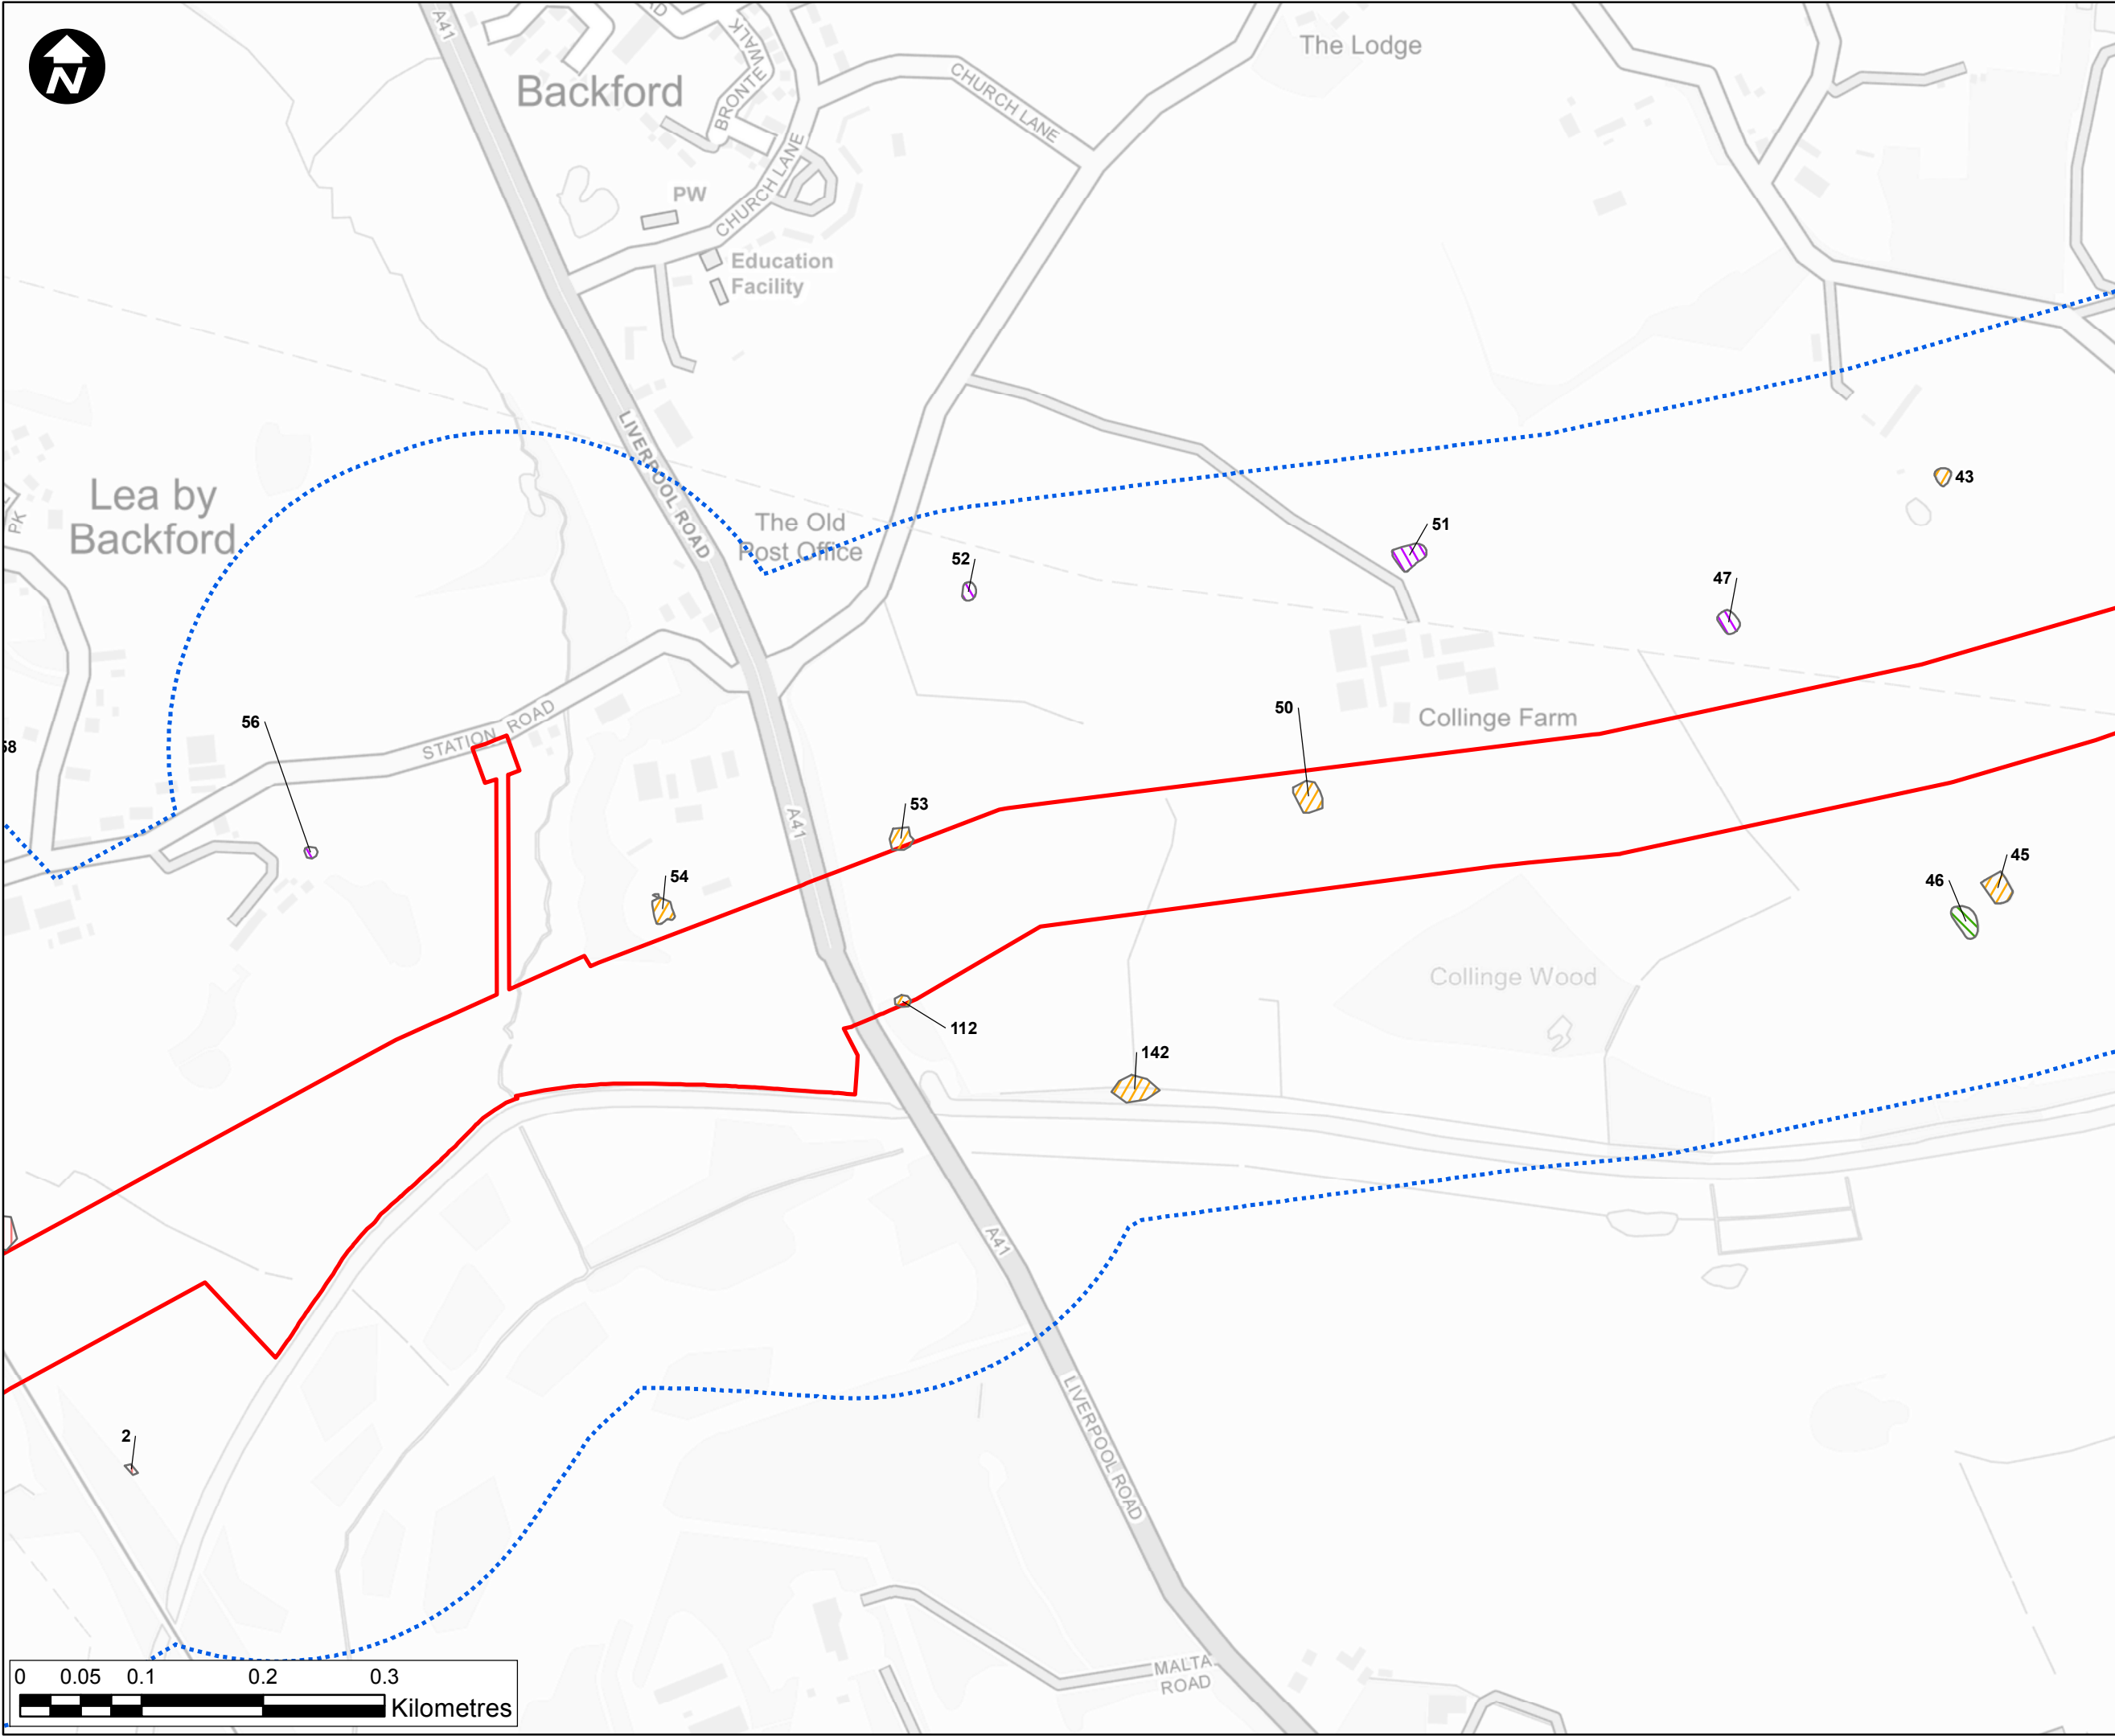 N
A41
AD
BRONTE
WALK
Backford
CHURCH LANE
The Lodge
PW
CHURCH LANE
Education
Facility
LIVERPOOL ROAD
Lea by
Backford
PK
The Old
Post Office
43
51
52
47
56
58
STATION ROAD
50
Collinge Farm
53
A41
54
45
46
Collinge Wood
112
142
A41
2
LIVERPOOL ROAD
MALTA
ROAD
0 0.05 0.1 0.2 0.3
Kilometres